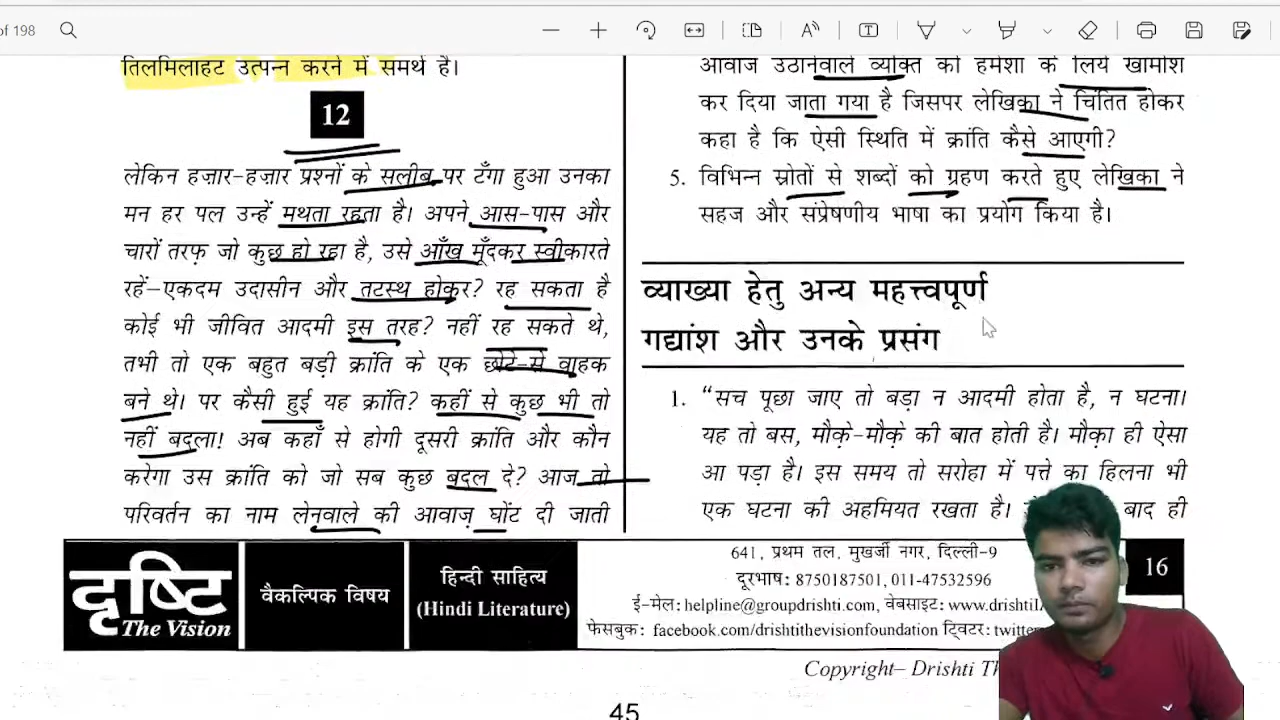 of 198
तिलमिलाहट उत्पन्न करने में समर्थ है।
12
लेकिन हज़ार-हज़ार प्रश्नों के सलीब पर टँगा हुआ उनका
मन हर पल उन्हें मथता रहता है। अपने आस-पास और
चारों तरफ़ जो कुछ हो रहा है, उसे आँख मूँदकर स्वीकारते
रहें-एकदम उदासीन और तटस्थ होकर? रह सकता है
कोई भी जीवित आदमी इस तरह? नहीं रह सकते थे,
तभी तो एक बहुत बड़ी क्रांति के एक छोटे-से वाहक
बने थे। पर कैसी हुई यह क्रांति? कहीं से कुछ भी तो
नहीं बदला! अब कहाँ से होगी दूसरी क्रांति और कौन
करेगा उस क्रांति को जो सब कुछ बदल दे? आज तो
परिवर्तन का नाम लेनवाले की आवाज़ घोंट दी जाती
आवाज उठानेवाले व्यक्ति को हमेशा के लिये खामोश
कर दिया जाता गया है जिसपर लेखिका ने चिंतित होकर
कहा है कि ऐसी स्थिति में क्रांति कैसे आएगी?
5. विभिन्न स्रोतों से शब्दों को ग्रहण करते हुए लेखिका ने
सहज और संप्रेषणीय भाषा का प्रयोग किया है।
व्याख्या हेतु अन्य महत्त्वपूर्ण
गद्यांश और उनके प्रसंग
1. “सच पूछा जाए तो बड़ा न आदमी होता है, न घटना।
यह तो बस, मौक़े-मौक़े की बात होती है। मौक़ा ही ऐसा
आ पड़ा है। इस समय तो सरोहा में पत्ते का हिलना भी
एक घटना की अहमियत रखता है। बाद ही
दृष्टि
The Vision
वैकल्पिक विषय
हिन्दी साहित्य
(Hindi Literature)
641, प्रथम तल, मुखर्जी नगर, दिल्ली-9
दूरभाष: 8750187501, 011-47532596
ई-मेल: helpline@groupdrishti.com, वेबसाइट: www.drishtiI
फेसबुक: facebook.com/drishtithevisionfoundation ट्विटर: twitter
16
Copyright– Drishti Th
45